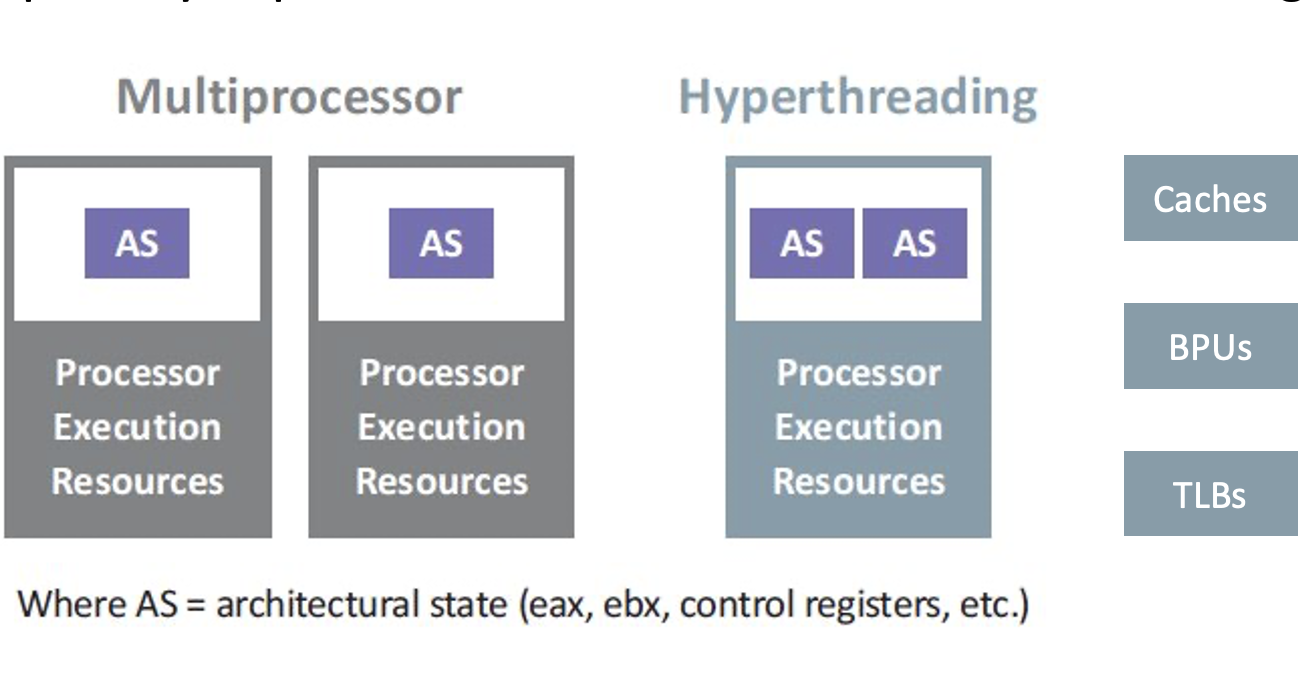 Multiprocessor
Hyperthreading
AS
AS
AS AS
Processor
Execution
Resources
Processor
Execution
Resources
Processor
Execution
Resources
Caches
BPUs
TLBs
Where AS = architectural state (eax, ebx, control registers, etc.)